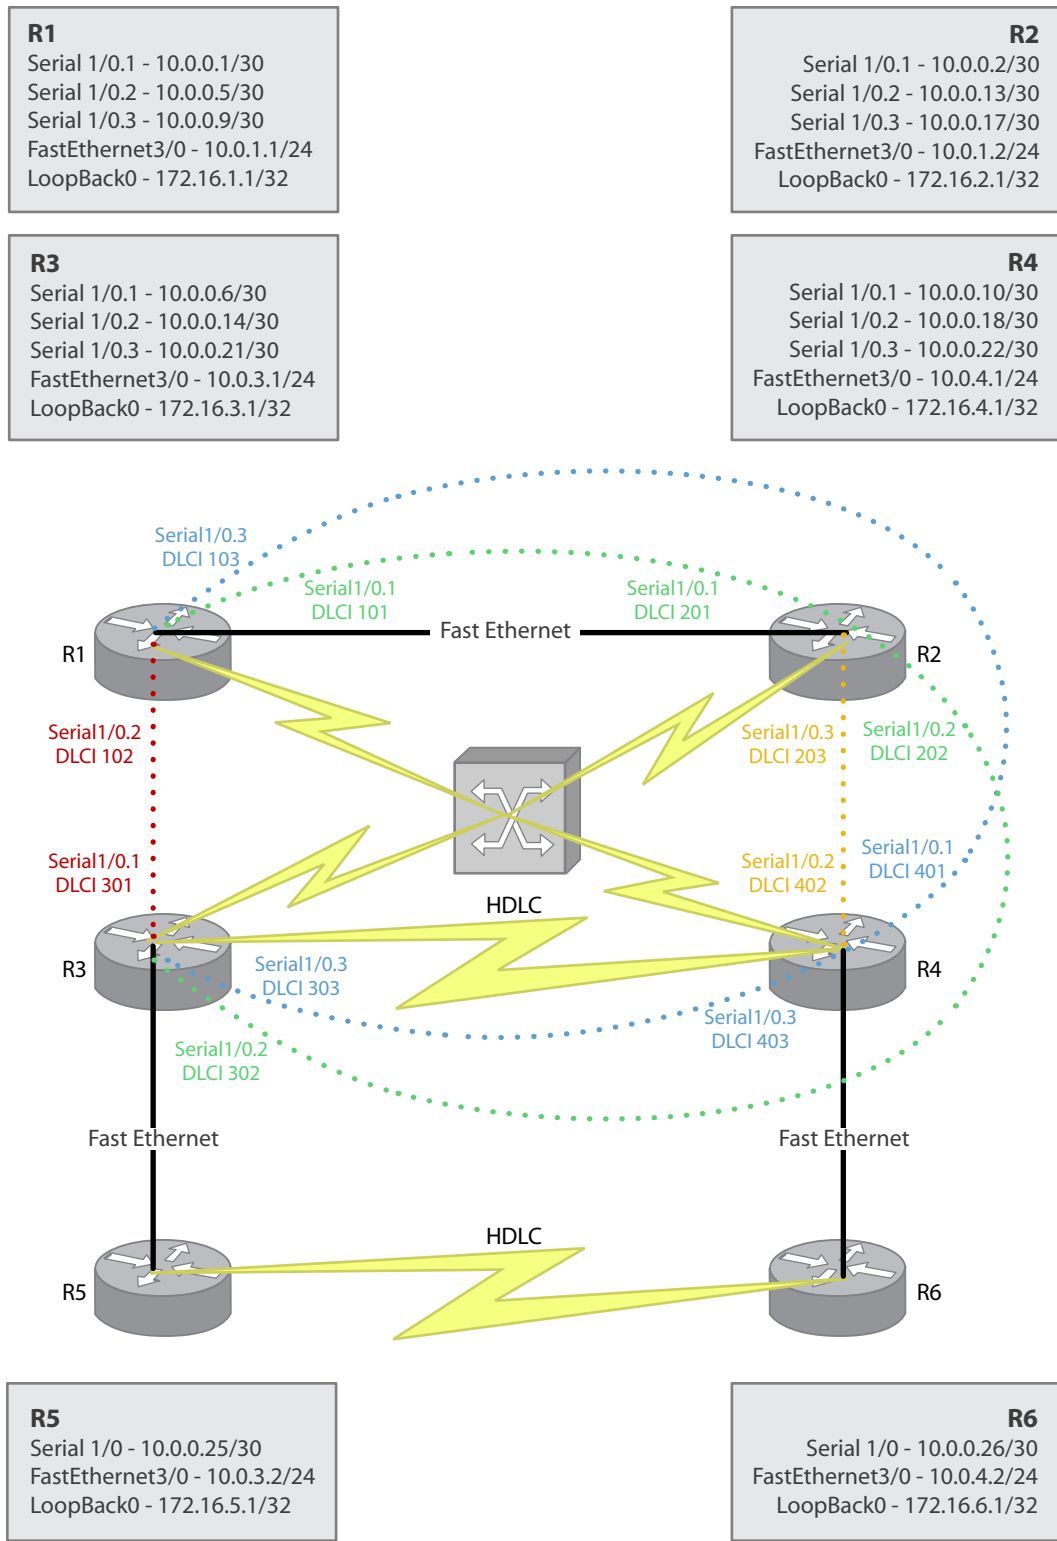 R1
Serial 1/0.1 - 10.0.0.1/30
Serial 1/0.2 - 10.0.0.5/30
Serial 1/0.3 - 10.0.0.9/30
FastEthernet3/0 - 10.0.1.1/24
LoopBack0 - 172.16.1.1/32
R2
Serial 1/0.1 - 10.0.0.2/30
Serial 1/0.2 - 10.0.0.13/30
Serial 1/0.3 - 10.0.0.17/30
FastEthernet3/0 - 10.0.1.2/24
LoopBack0 - 172.16.2.1/32
R3
Serial 1/0.1 - 10.0.0.6/30
Serial 1/0.2 - 10.0.0.14/30
Serial 1/0.3 - 10.0.0.21/30
FastEthernet3/0 - 10.0.3.1/24
LoopBack0 - 172.16.3.1/32
R4
Serial 1/0.1 - 10.0.0.10/30
Serial 1/0.2 - 10.0.0.18/30
Serial 1/0.3 - 10.0.0.22/30
FastEthernet3/0 - 10.0.4.1/24
LoopBack0 - 172.16.4.1/32
Serial1/0.3
DLCI 103
Serial1/0.1
DLCI 101
Serial1/0.1
DLCI 201
Fast Ethernet
R1
R2
Serial1/0.2
DLCI 102
Serial1/0.3
DLCI 203
Serial1/0.2
DLCI 202
Serial1/0.1
DLCI 301
Serial1/0.2
DLCI 402
Serial1/0.1
DLCI 401
HDLC
R3
R4
Serial1/0.3
DLCI 303
Serial1/0.3
DLCI 403
Serial1/0.2
DLCI 302
Fast Ethernet
Fast Ethernet
HDLC
R5
R6
R5
Serial 1/0 - 10.0.0.25/30
FastEthernet3/0 - 10.0.3.2/24
LoopBack0 - 172.16.5.1/32
R6
Serial 1/0 - 10.0.0.26/30
FastEthernet3/0 - 10.0.4.2/24
LoopBack0 - 172.16.6.1/32